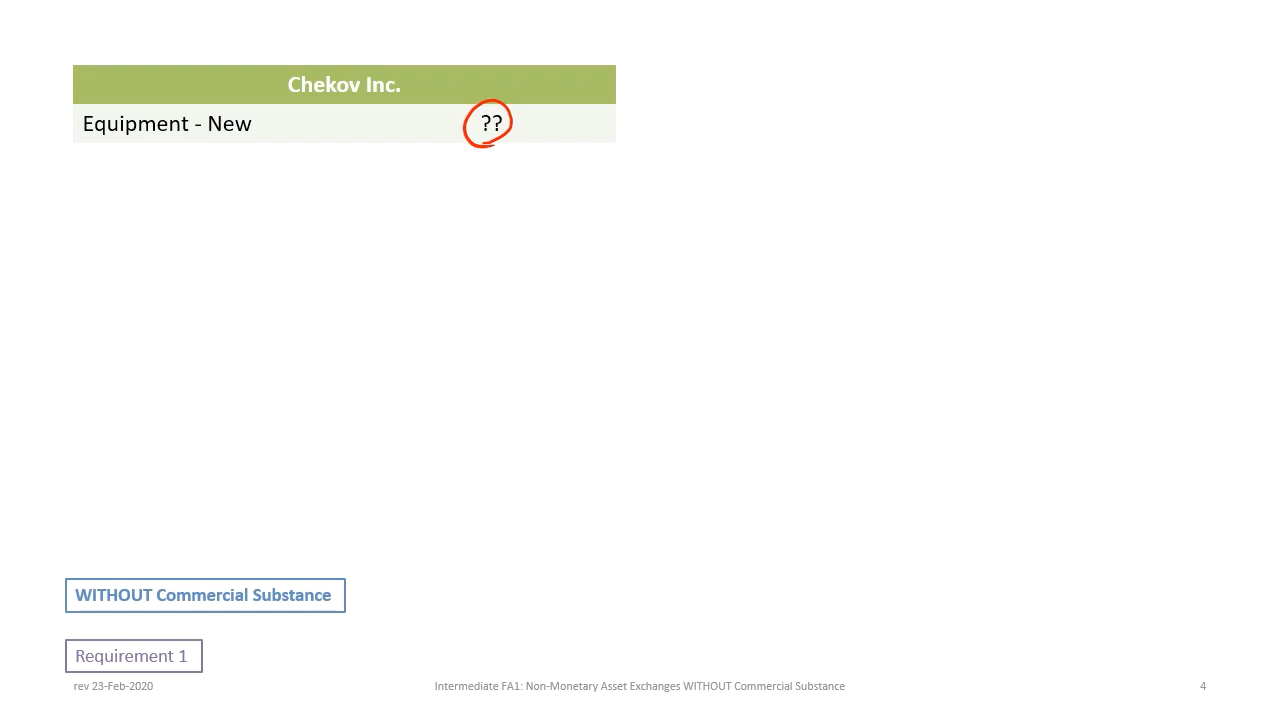 Chekov Inc.
Equipment - New ??
WITHOUT Commercial Substance
Requirement 1
rev 23-Feb-2020 Intermediate FA1: Non-Monetary Asset Exchanges WITHOUT Commercial Substance 4